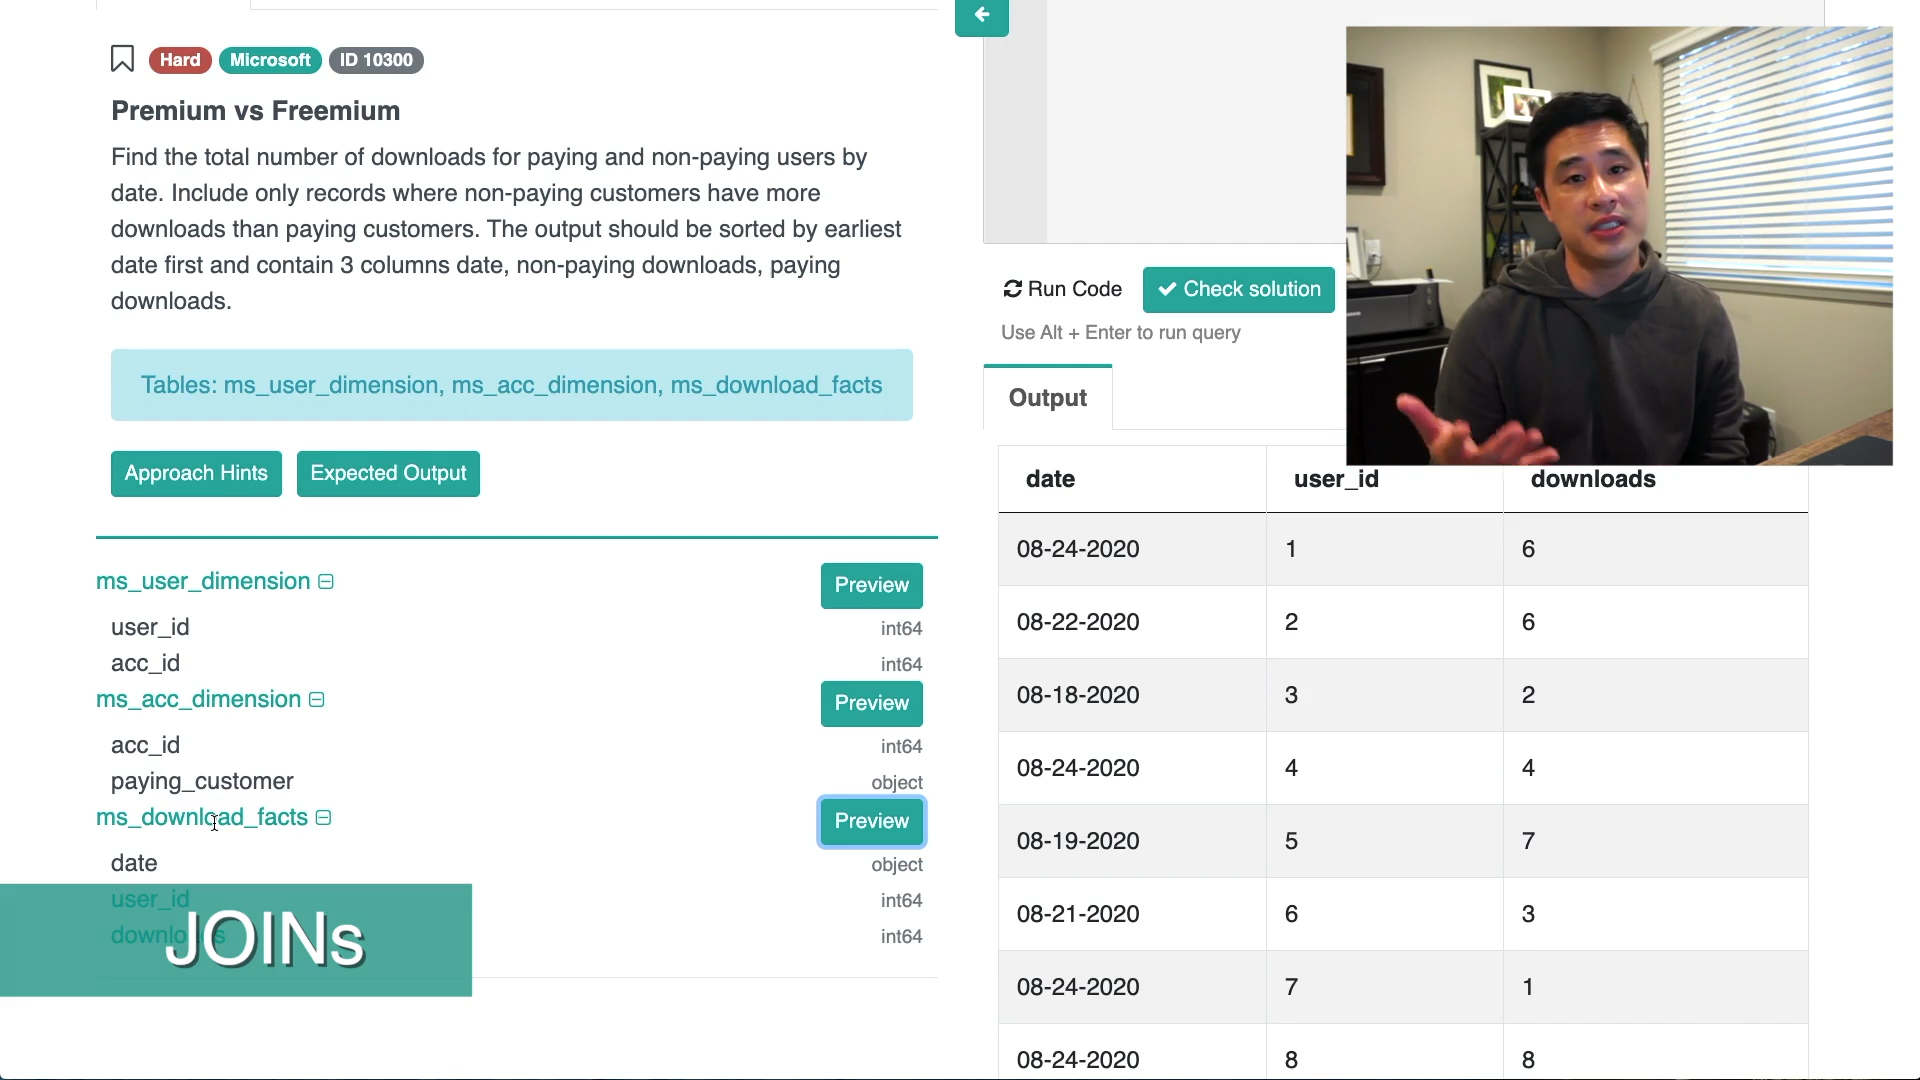 Hard Microsoft ID 10300
Premium vs Freemium
Find the total number of downloads for paying and non-paying users by
date. Include only records where non-paying customers have more
downloads than paying customers. The output should be sorted by earliest
date first and contain 3 columns date, non-paying downloads, paying
downloads.
Tables: ms_user_dimension, ms_acc_dimension, ms_download_facts
Approach Hints Expected Output
ms_user_dimension Preview
user_id int64
acc_id int64
ms_acc_dimension Preview
acc_id int64
paying_customer object
ms_download_facts Preview
date object
user_id int64
downloads int64
JOINs
Run Code Check solution
Use Alt + Enter to run query
Output
date user_id downloads
08-24-2020 1 6
08-22-2020 2 6
08-18-2020 3 2
08-24-2020 4 4
08-19-2020 5 7
08-21-2020 6 3
08-24-2020 7 1
08-24-2020 8 8